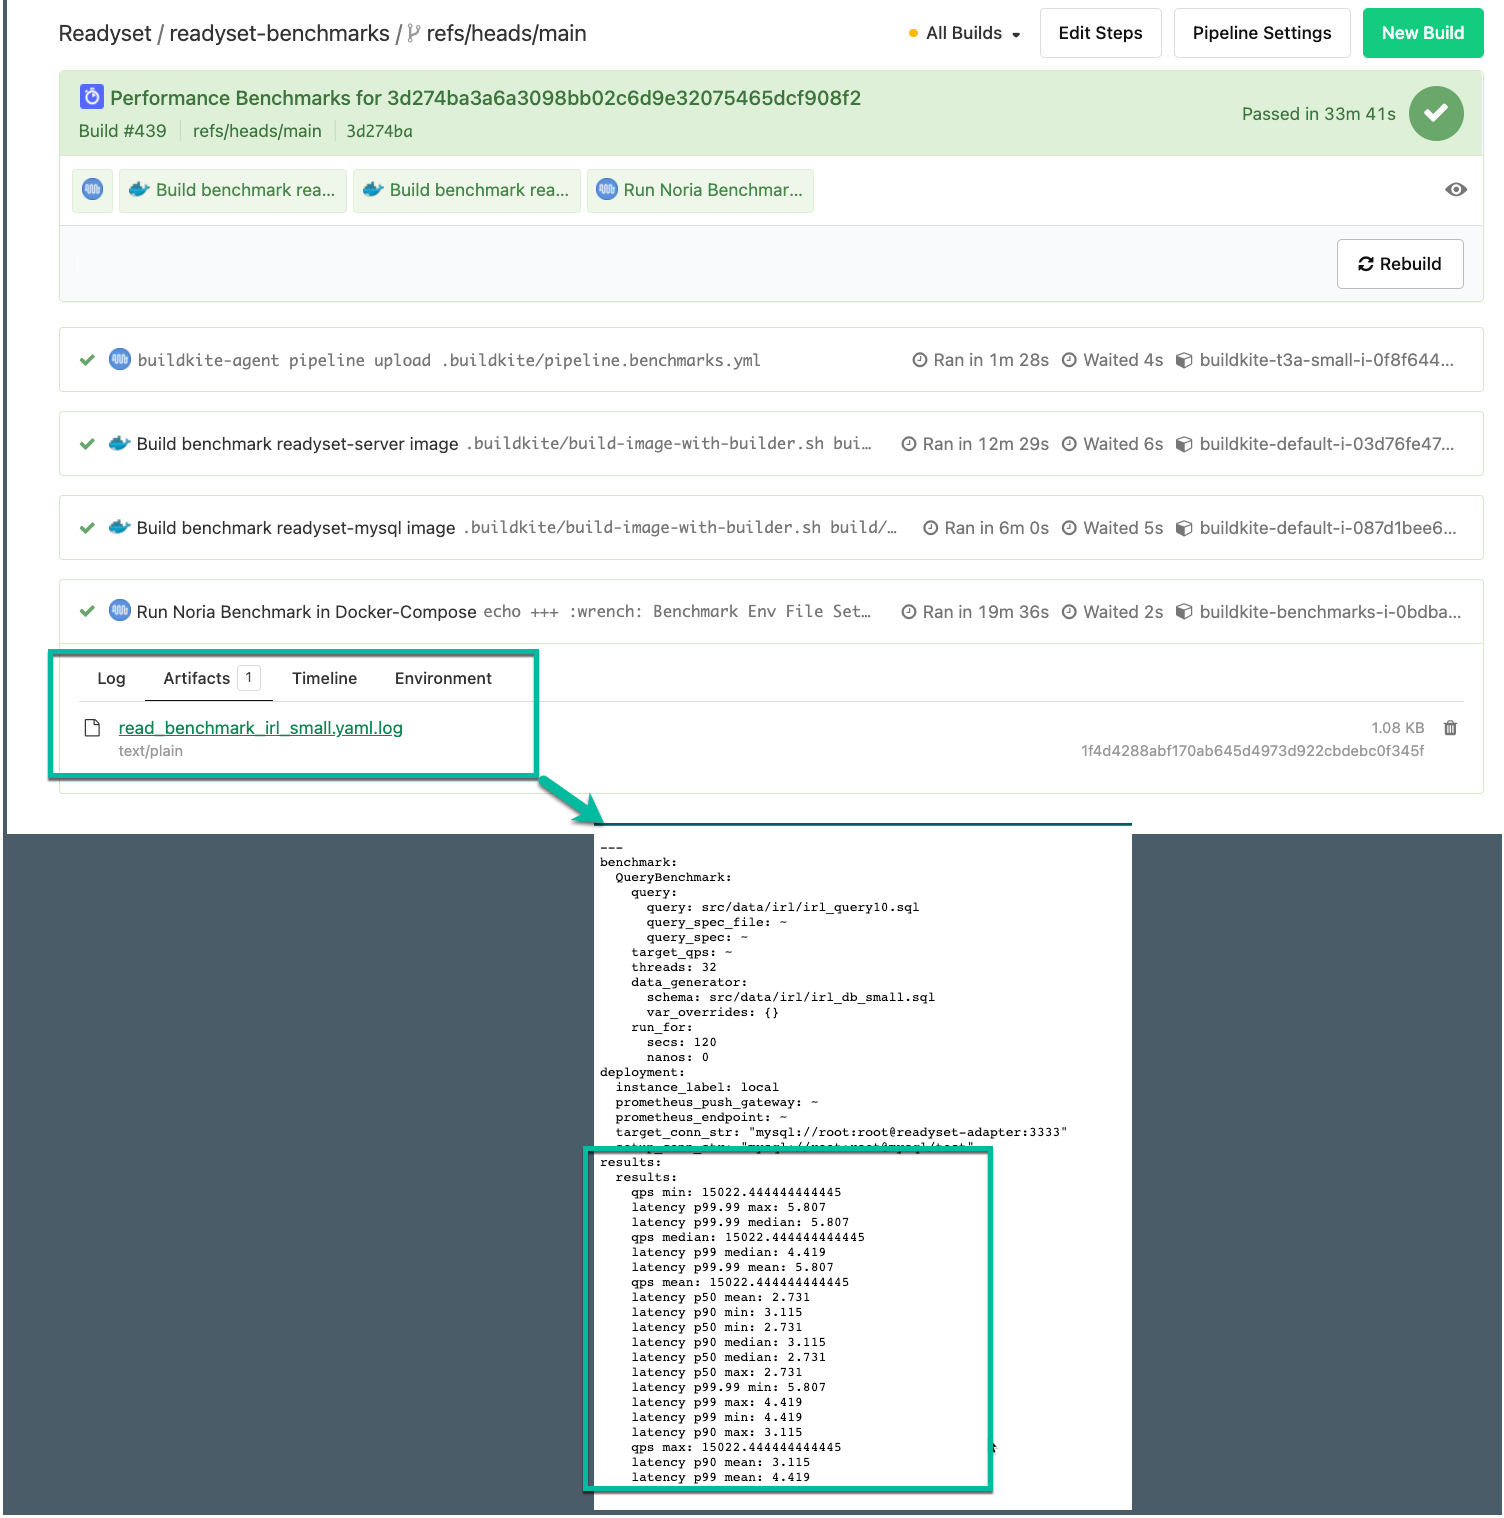 Readyset / readyset-benchmarks / refs/heads/main
All Builds
Edit Steps
Pipeline Settings
New Build
Performance Benchmarks for 3d274ba3a6a3098bb02c6d9e32075465dcf908f2
Build #439 refs/heads/main 3d274ba
Passed in 33m 41s
Build benchmark rea...
Build benchmark rea...
Run Noria Benchmar...
Rebuild
buildkite-agent pipeline upload .buildkite/pipeline.benchmarks.yml Ran in 1m 28s Waited 4s buildkite-t3a-small-i-0f8f644...
Build benchmark readyset-server image .buildkite/build-image-with-builder.sh bui… Ran in 12m 29s Waited 6s buildkite-default-i-03d76fe47...
Build benchmark readyset-mysql image .buildkite/build-image-with-builder.sh build/… Ran in 6m 0s Waited 5s buildkite-default-i-087d1bee6...
Run Noria Benchmark in Docker-Compose echo +++ :wrench: Benchmark Env File Set… Ran in 19m 36s Waited 2s buildkite-benchmarks-i-0bdba...
Log Artifacts 1 Timeline Environment
read_benchmark_irl_small.yaml.log 1.08 KB
text/plain 1f4d4288abf170ab645d4973d922cbdebc0f345f
---
benchmark:
QueryBenchmark:
query:
query: src/data/irl/irl_query10.sql
query_spec_file: ~
query_spec: ~
target_qps: ~
threads: 32
data_generator:
schema: src/data/irl/irl_db_small.sql
var_overrides: {}
run_for:
secs: 120
nanos: 0
deployment:
instance_label: local
prometheus_push_gateway: ~
prometheus_endpoint: ~
target_conn_str: "mysql://root:root@readyset-adapter:3333"
setup_conn_str: "mysql://root:root@mysql/test"
results:
results:
qps min: 15022.444444444445
latency p99.99 max: 5.807
latency p99.99 median: 5.807
qps median: 15022.444444444445
latency p99 median: 4.419
latency p99.99 mean: 5.807
qps mean: 15022.444444444445
latency p50 mean: 2.731
latency p90 min: 3.115
latency p50 min: 2.731
latency p90 median: 3.115
latency p50 median: 2.731
latency p50 max: 2.731
latency p99.99 min: 5.807
latency p99 max: 4.419
latency p99 min: 4.419
latency p90 max: 3.115
qps max: 15022.444444444445
latency p90 mean: 3.115
latency p99 mean: 4.419